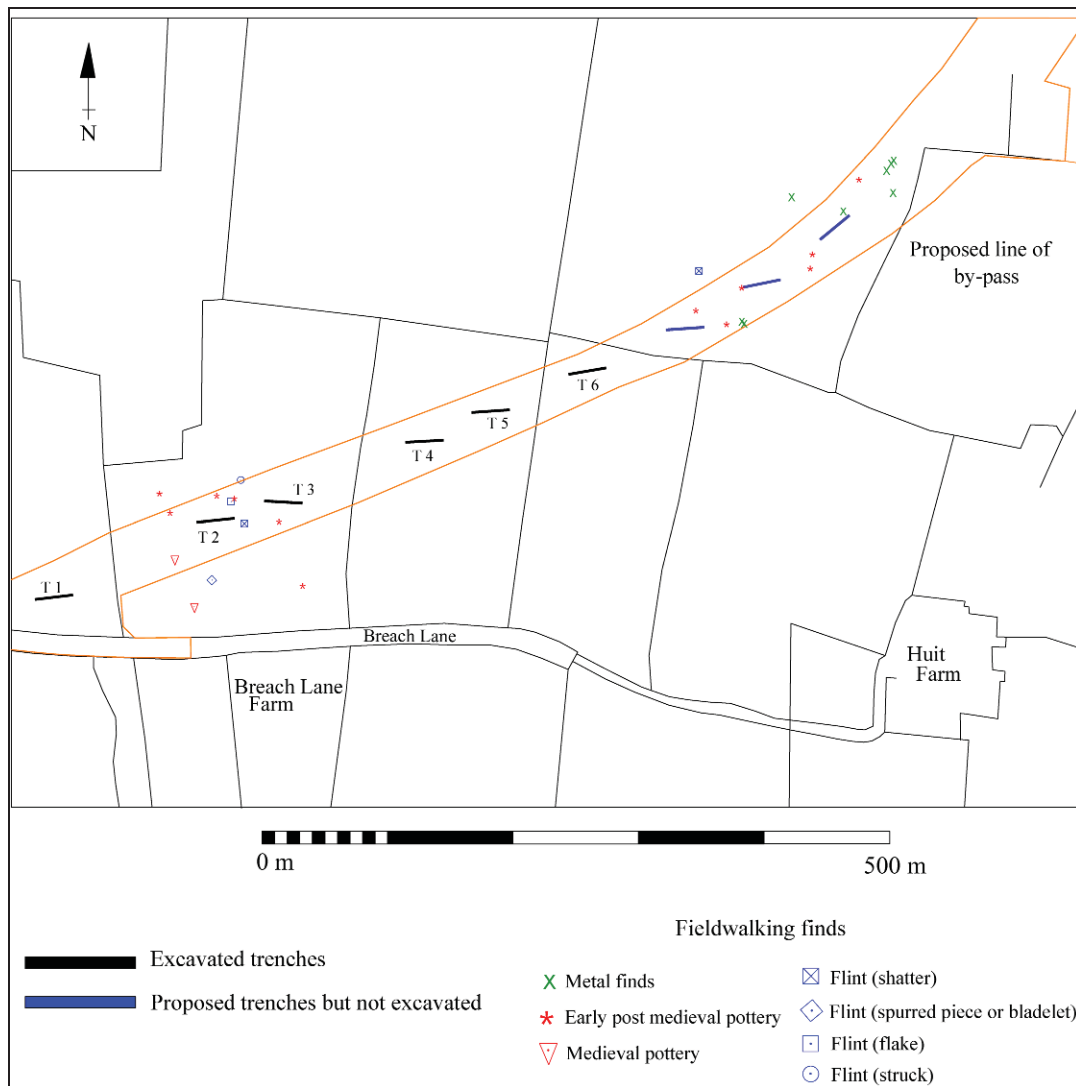 N
Proposed line of
by-pass
T 6
T 5
T 4
T 3
T 2
T 1
Breach Lane
Huit
Farm
Breach Lane
Farm
0 m
500 m
Fieldwalking finds
Excavated trenches
Proposed trenches but not excavated
Metal finds
Early post medieval pottery
Medieval pottery
Flint (shatter)
Flint (spurred piece or bladelet)
Flint (flake)
Flint (struck)